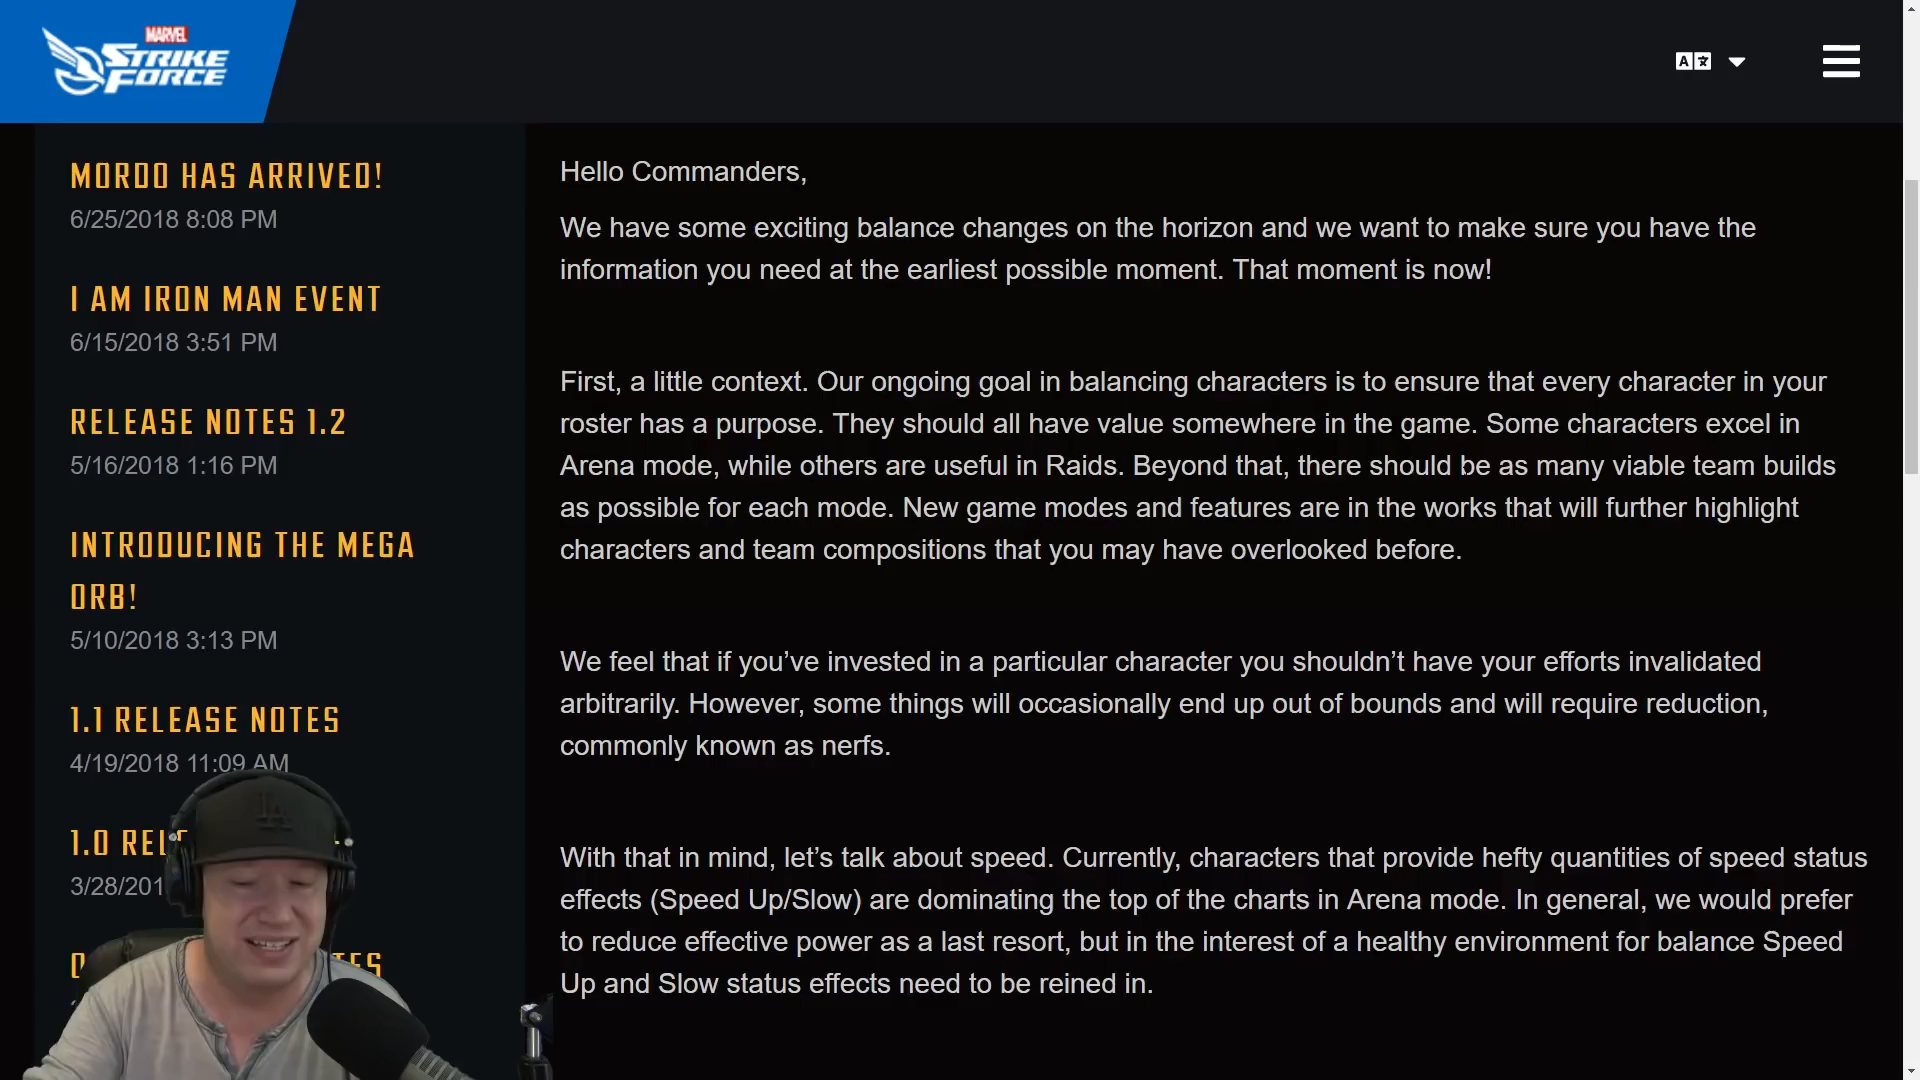 MARVEL
STRIKE
FORCE
MORDO HAS ARRIVED!
6/25/2018 8:08 PM
I AM IRON MAN EVENT
6/15/2018 3:51 PM
RELEASE NOTES 1.2
5/16/2018 1:16 PM
INTRODUCING THE MEGA
ORB!
5/10/2018 3:13 PM
1.1 RELEASE NOTES
4/19/2018 11:09 AM
1.0
3/28/201
LA
Hello Commanders,
We have some exciting balance changes on the horizon and we want to make sure you have the
information you need at the earliest possible moment. That moment is now!
First, a little context. Our ongoing goal in balancing characters is to ensure that every character in your
roster has a purpose. They should all have value somewhere in the game. Some characters excel in
Arena mode, while others are useful in Raids. Beyond that, there should be as many viable team builds
as possible for each mode. New game modes and features are in the works that will further highlight
characters and team compositions that you may have overlooked before.
We feel that if you’ve invested in a particular character you shouldn’t have your efforts invalidated
arbitrarily. However, some things will occasionally end up out of bounds and will require reduction,
commonly known as nerfs.
With that in mind, let’s talk about speed. Currently, characters that provide hefty quantities of speed status
effects (Speed Up/Slow) are dominating the top of the charts in Arena mode. In general, we would prefer
to reduce effective power as a last resort, but in the interest of a healthy environment for balance Speed
Up and Slow status effects need to be reined in.